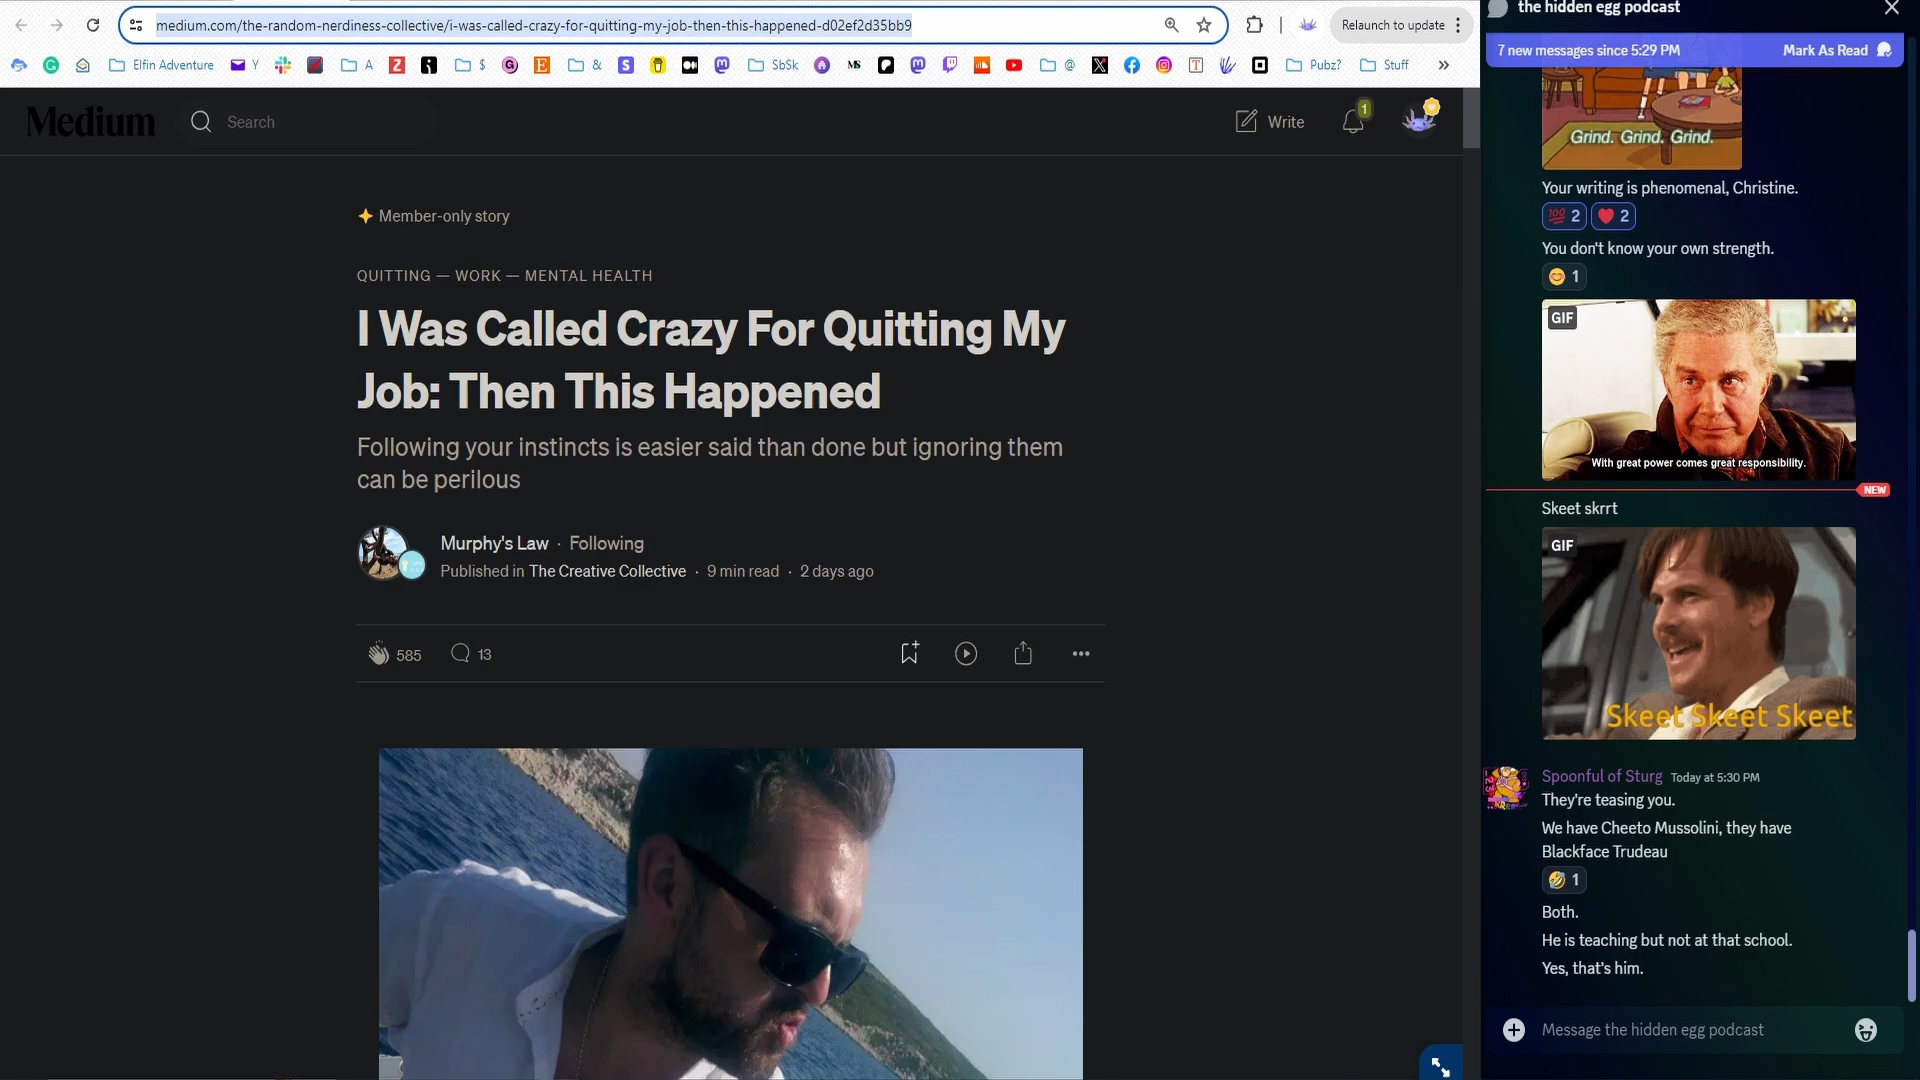 medium.com/the-random-nerdiness-collective/i-was-called-crazy-for-quitting-my-job-then-this-happened-d02ef2d35bb9
Relaunch to update
Elfin Adventure
Y
A
$
&
SbSk
@
Pubz?
Stuff
Medium
Search
Write
1
Member-only story
QUITTING — WORK — MENTAL HEALTH
I Was Called Crazy For Quitting My
Job: Then This Happened
Following your instincts is easier said than done but ignoring them
can be perilous
Murphy's Law · Following
Published in The Creative Collective · 9 min read · 2 days ago
585
13
the hidden egg podcast
7 new messages since 5:29 PM
Mark As Read
Grind. Grind. Grind.
Your writing is phenomenal, Christine.
100 2
2
You don't know your own strength.
1
GIF
With great power comes great responsibility.
NEW
Skeet skrrt
GIF
Skeet Skeet Skeet
Spoonful of Sturg Today at 5:30 PM
They're teasing you.
We have Cheeto Mussolini, they have
Blackface Trudeau
1
Both.
He is teaching but not at that school.
Yes, that's him.
Message the hidden egg podcast